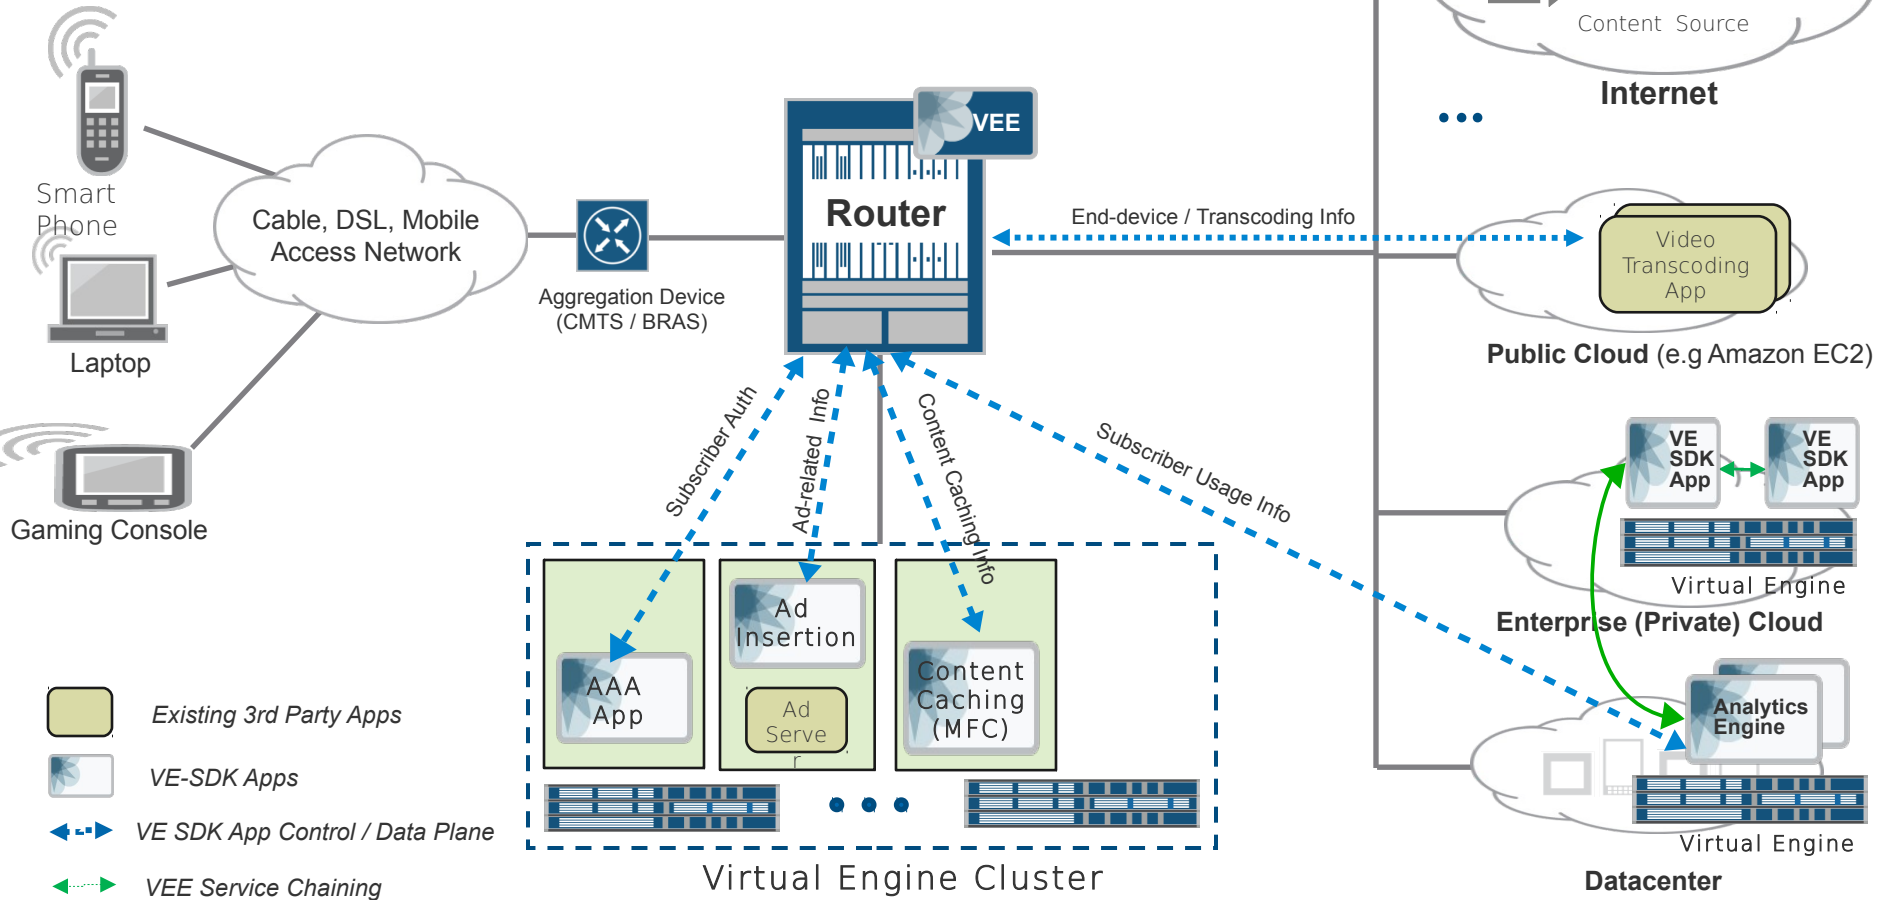 Content Source
Internet
VEE
Smart
Phone
Router
Cable, DSL, Mobile
Access Network
End-device / Transcoding Info
Video
Transcoding
App
Aggregation Device
(CMTS / BRAS)
Public Cloud (e.g Amazon EC2)
Laptop
Subscriber Auth
Ad-related Info
Content Caching Info
Subscriber Usage Info
VE
SDK
App
VE
SDK
App
Gaming Console
Virtual Engine
Enterprise (Private) Cloud
Ad
Insertion
AAA
App
Content
Caching
(MFC)
Ad
Serve
r
Analytics
Engine
Existing 3rd Party Apps
VE-SDK Apps
VE SDK App Control / Data Plane
VEE Service Chaining
Virtual Engine
Virtual Engine Cluster
Datacenter